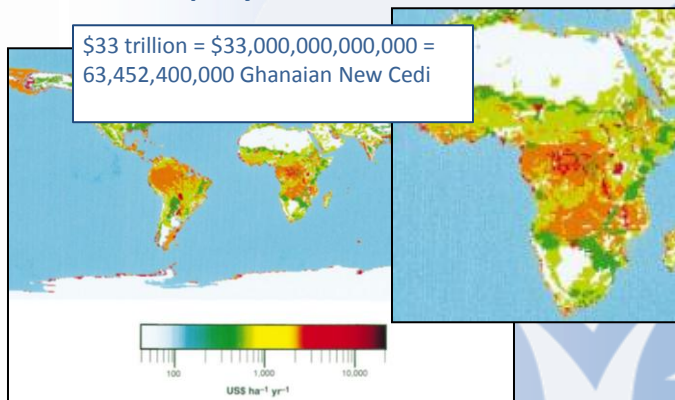 $33 trillion = $33,000,000,000,000 =
63,452,400,000 Ghanaian New Cedi
100
1,000
10,000
US$ ha⁻¹ yr⁻¹